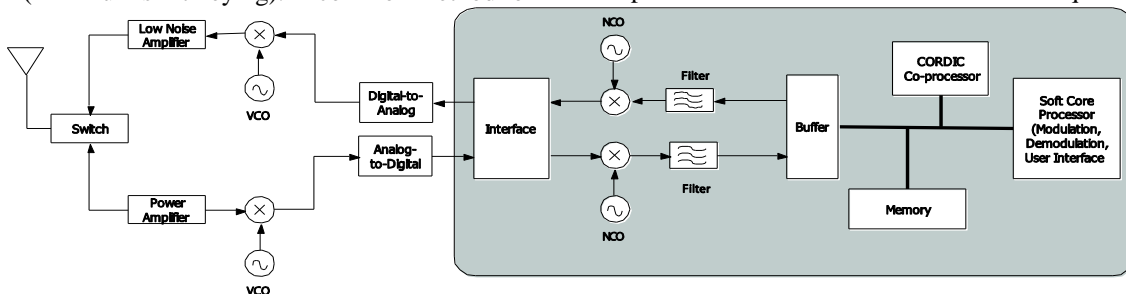 Low Noise
Amplifier
VCO
Switch
Power
Amplifier
VCO
Digital-to-
Analog
Analog-
to-Digital
Interface
NCO
Filter
Filter
NCO
Buffer
CORDIC
Co-processor
Memory
Soft Core
Processor
(Modulation,
Demodulation,
User Interface